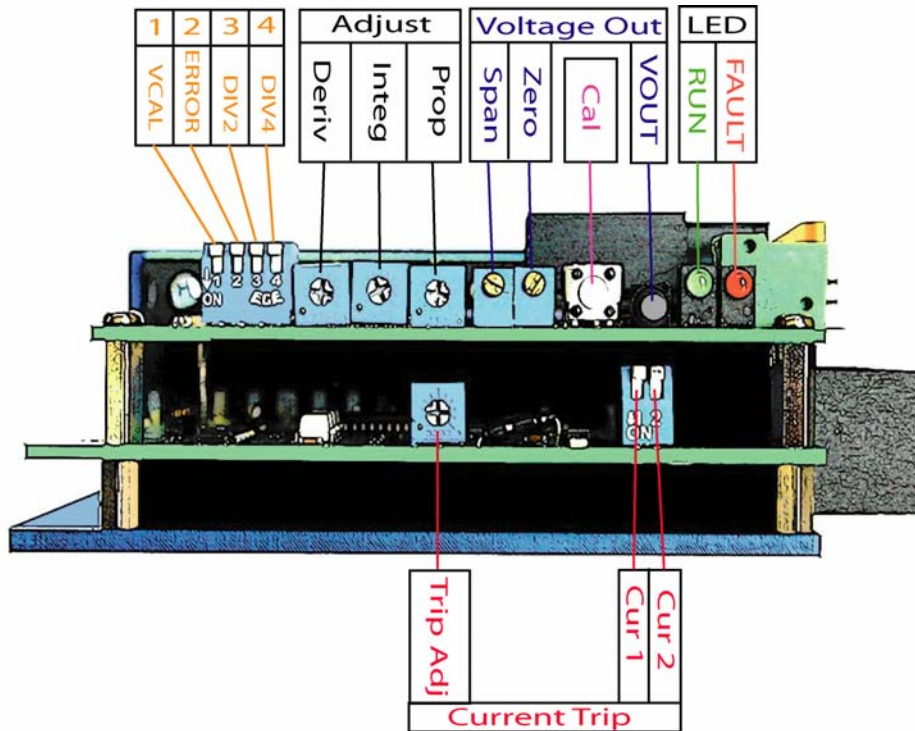 1 2 3 4
VCAL
ERROR
DIV2
DIV4
Adjust
Deriv
Integ
Prop
Voltage Out
Span
Zero
Cal
VOUT
LED
RUN
FAULT
↓1 2 3 4
ON ECE
1 2
ON
Trip Adj
Cur 1
Cur 2
Current Trip